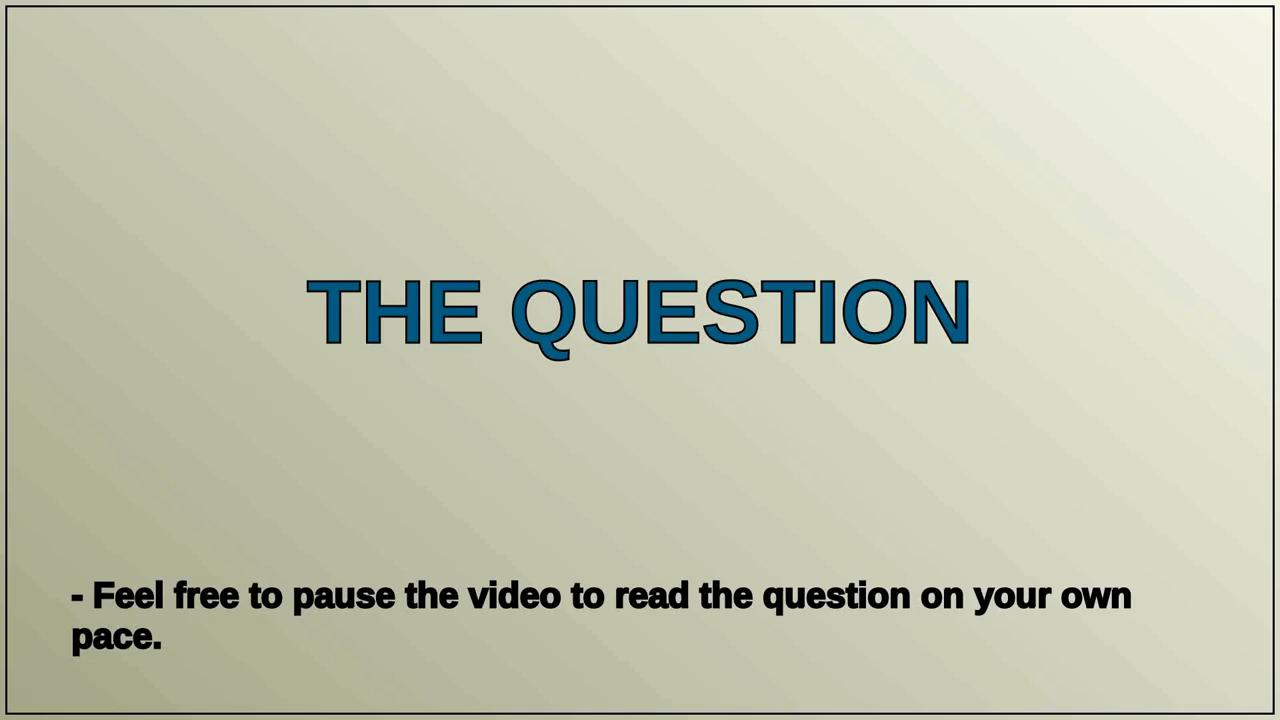 THE QUESTION
- Feel free to pause the video to read the question on your own
pace.